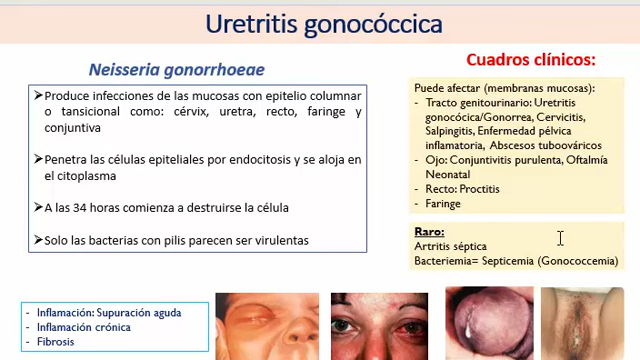 Uretritis gonocóccica
Neisseria gonorrhoeae
➢Produce infecciones de las mucosas con epitelio columnar
o tansicional como: cérvix, uretra, recto, faringe y
conjuntiva
➢Penetra las células epiteliales por endocitosis y se aloja en
el citoplasma
➢A las 34 horas comienza a destruirse la célula
➢Solo las bacterias con pilis parecen ser virulentas
- Inflamación: Supuración aguda
- Inflamación crónica
- Fibrosis
Cuadros clínicos:
Puede afectar (membranas mucosas):
- Tracto genitourinario: Uretritis
gonocócica/Gonorrea, Cervicitis,
Salpingitis, Enfermedad pélvica
inflamatoria, Abscesos tuboováricos
- Ojo: Conjuntivitis purulenta, Oftalmía
Neonatal
- Recto: Proctitis
- Faringe
Raro:
Artritis séptica
Bacteriemia= Septicemia (Gonococcemia)